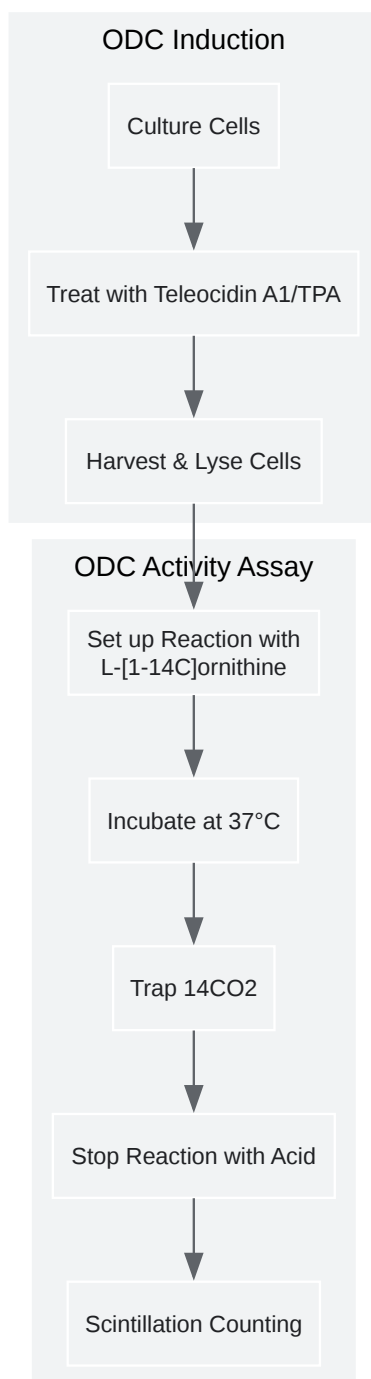 ODC Induction
Culture Cells
Treat with Teleocidin A1/TPA
Harvest & Lyse Cells
ODC Activity Assay
Set up Reaction with
L-[1-14C]ornithine
Incubate at 37°C
Trap 14CO2
Stop Reaction with Acid
Scintillation Counting